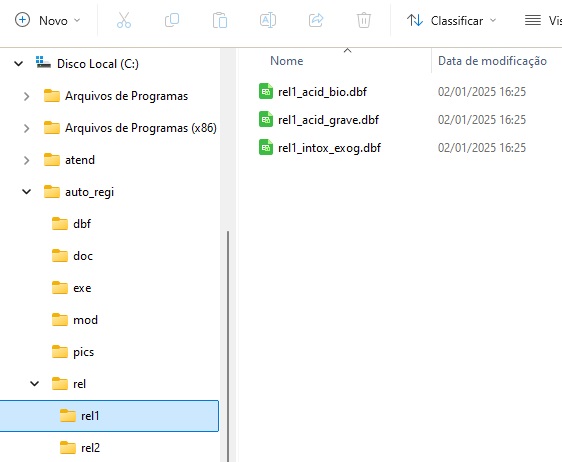 Novo
Classificar
Disco Local (C:)
Arquivos de Programas
Arquivos de Programas (x86)
atend
auto_regi
dbf
doc
exe
mod
pics
rel
rel1
rel2
Nome Data de modificação
rel1_acid_bio.dbf 02/01/2025 16:25
rel1_acid_grave.dbf 02/01/2025 16:25
rel1_intox_exog.dbf 02/01/2025 16:25